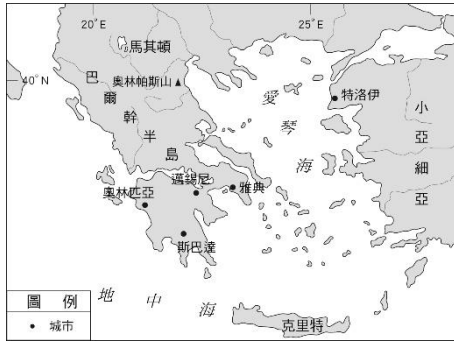 20°E
25°E
馬其頓
40°N
奧林帕斯山
巴爾幹半島
愛琴海
特洛伊
小亞細亞
邁錫尼
雅典
奧林匹亞
斯巴達
地中海
克里特
圖例
城市